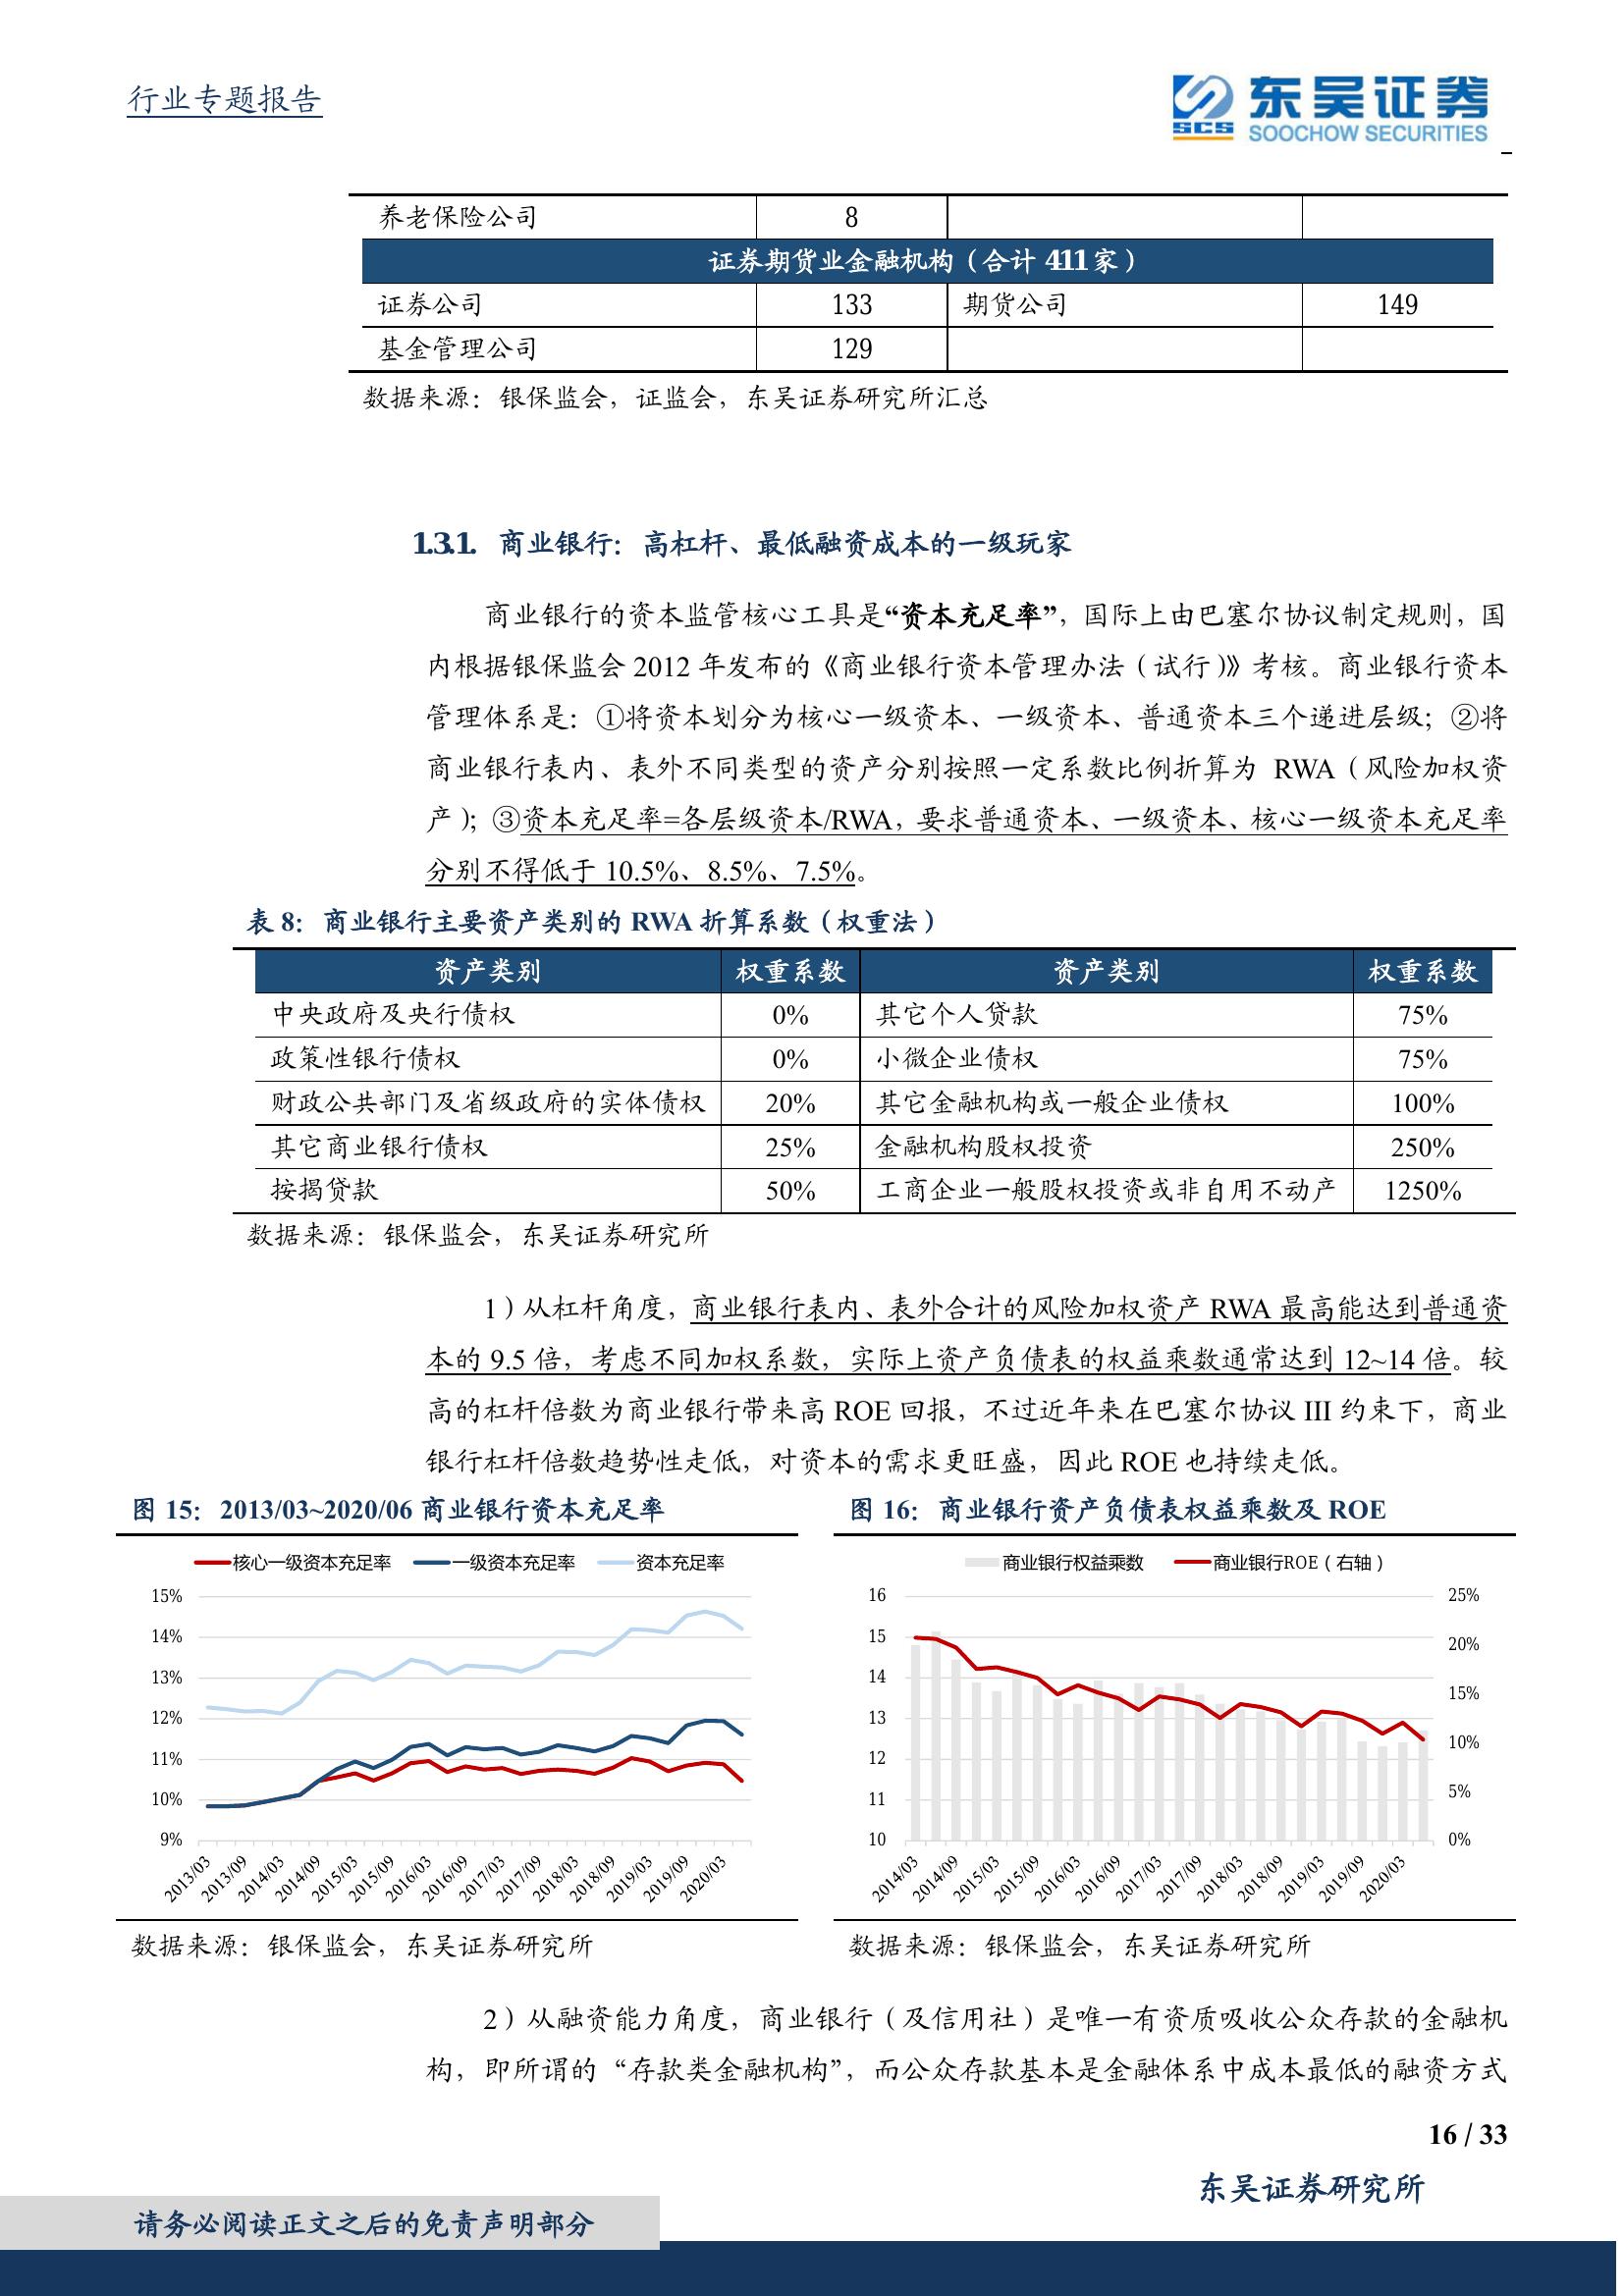 行业专题报告
东吴证券
SCS
SOOCHOW SECURITIES
养老保险公司 8
证券期货业金融机构（合计 411 家）
证券公司 133 期货公司 149
基金管理公司 129
数据来源：银保监会，证监会，东吴证券研究所汇总
1.3.1. 商业银行：高杠杆、最低融资成本的一级玩家
商业银行的资本监管核心工具是“资本充足率”，国际上由巴塞尔协议制定规则，国
内根据银保监会 2012 年发布的《商业银行资本管理办法（试行）》考核。商业银行资本
管理体系是：①将资本划分为核心一级资本、一级资本、普通资本三个递进层级；②将
商业银行表内、表外不同类型的资产分别按照一定系数比例折算为 RWA（风险加权资
产）；③资本充足率=各层级资本/RWA，要求普通资本、一级资本、核心一级资本充足率
分别不得低于 10.5%、8.5%、7.5%。
表 8：商业银行主要资产类别的 RWA 折算系数（权重法）
资产类别 权重系数 资产类别 权重系数
中央政府及央行债权 0% 其它个人贷款 75%
政策性银行债权 0% 小微企业债权 75%
财政公共部门及省级政府的实体债权 20% 其它金融机构或一般企业债权 100%
其它商业银行债权 25% 金融机构股权投资 250%
按揭贷款 50% 工商企业一般股权投资或非自用不动产 1250%
数据来源：银保监会，东吴证券研究所
1）从杠杆角度，商业银行表内、表外合计的风险加权资产 RWA 最高能达到普通资
本的 9.5 倍，考虑不同加权系数，实际上资产负债表的权益乘数通常达到 12~14 倍。较
高的杠杆倍数为商业银行带来高 ROE 回报，不过近年来在巴塞尔协议 III 约束下，商业
银行杠杆倍数趋势性走低，对资本的需求更旺盛，因此 ROE 也持续走低。
图 15：2013/03~2020/06 商业银行资本充足率
核心一级资本充足率 一级资本充足率 资本充足率
15%
14%
13%
12%
11%
10%
9%
2013/03 2013/09 2014/03 2014/09 2015/03 2015/09 2016/03 2016/09 2017/03 2017/09 2018/03 2018/09 2019/03 2019/09 2020/03
数据来源：银保监会，东吴证券研究所
图 16：商业银行资产负债表权益乘数及 ROE
商业银行权益乘数 商业银行ROE（右轴）
16 25%
15 20%
14 15%
13 10%
12 5%
11 0%
10
2014/03 2014/09 2015/03 2015/09 2016/03 2016/09 2017/03 2017/09 2018/03 2018/09 2019/03 2019/09 2020/03
数据来源：银保监会，东吴证券研究所
2）从融资能力角度，商业银行（及信用社）是唯一有资质吸收公众存款的金融机
构，即所谓的“存款类金融机构”，而公众存款基本是金融体系中成本最低的融资方式
16 / 33
东吴证券研究所
请务必阅读正文之后的免责声明部分